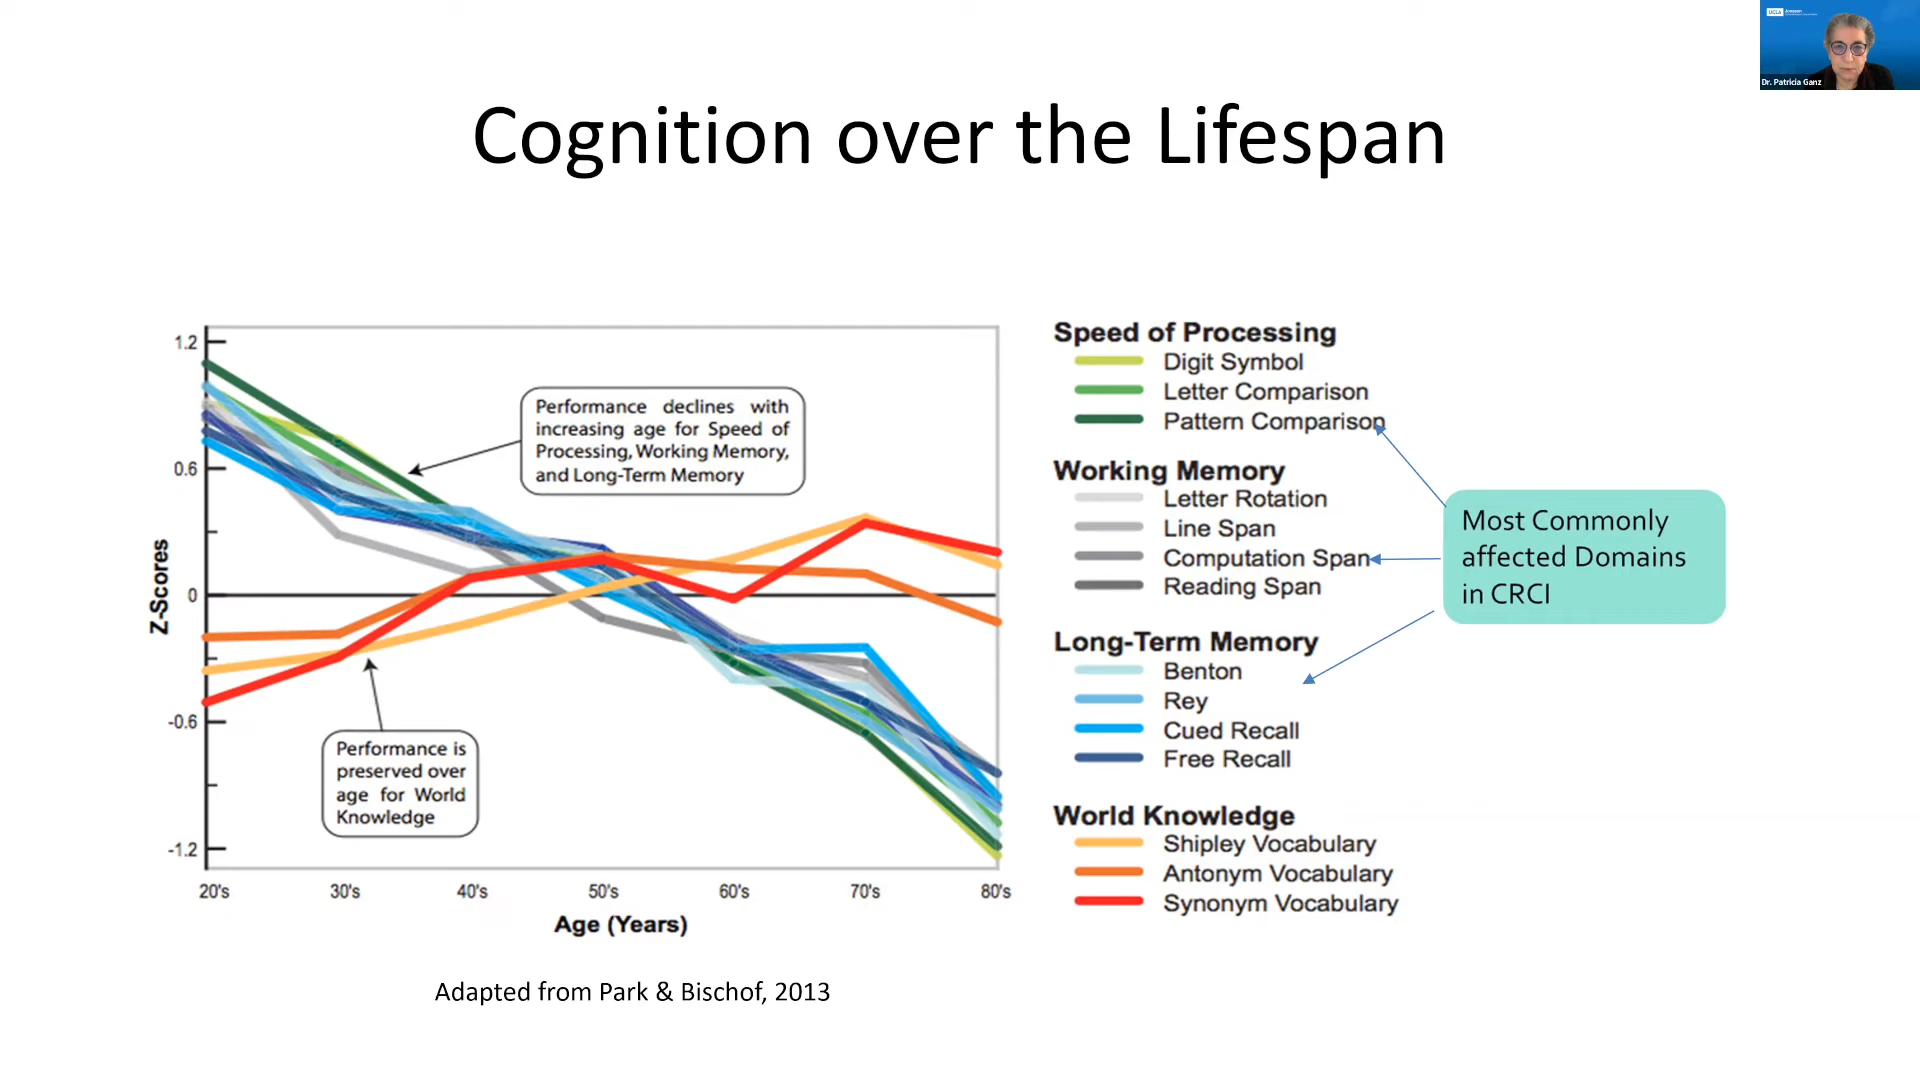 UCLA
Dr. Patricia Ganz
Cognition over the Lifespan
1.2
0.6
0
-0.6
-1.2
Z-Scores
20's 30's 40's 50's 60's 70's 80's
Age (Years)
Performance declines with
increasing age for Speed of
Processing, Working Memory,
and Long-Term Memory
Performance is
preserved over
age for World
Knowledge
Speed of Processing
Digit Symbol
Letter Comparison
Pattern Comparison
Working Memory
Letter Rotation
Line Span
Computation Span
Reading Span
Long-Term Memory
Benton
Rey
Cued Recall
Free Recall
World Knowledge
Shipley Vocabulary
Antonym Vocabulary
Synonym Vocabulary
Most Commonly
affected Domains
in CRCI
Adapted from Park & Bischof, 2013